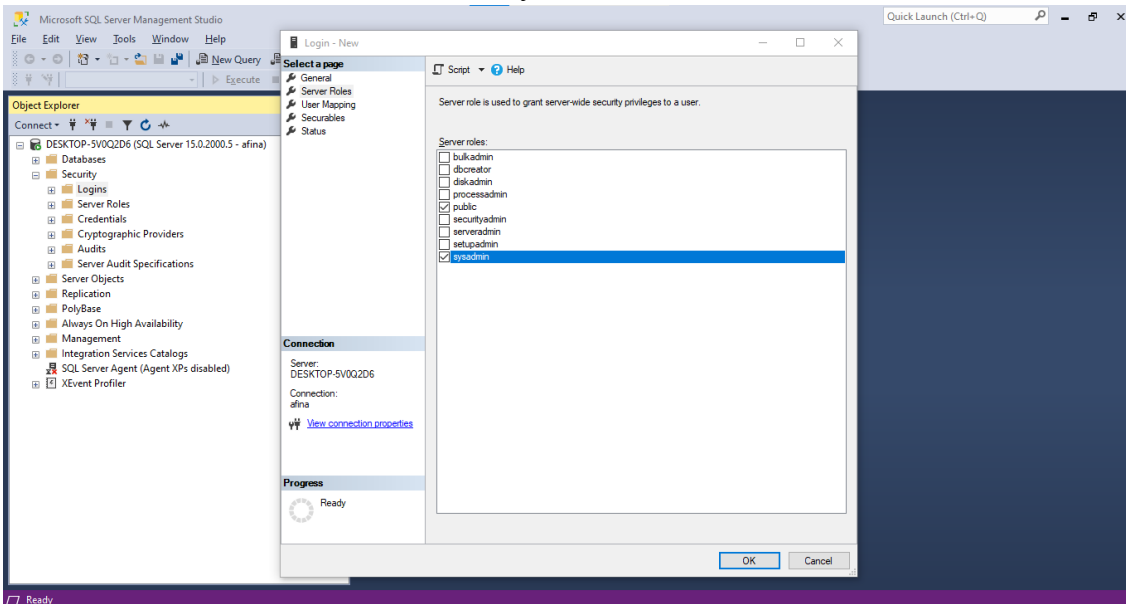 Microsoft SQL Server Management Studio
Quick Launch (Ctrl+Q)
File Edit View Tools Window Help
New Query
Execute
Object Explorer
Connect
DESKTOP-5V0Q2D6 (SQL Server 15.0.2000.5 - afina)
Databases
Security
Logins
Server Roles
Credentials
Cryptographic Providers
Audits
Server Audit Specifications
Server Objects
Replication
PolyBase
Always On High Availability
Management
Integration Services Catalogs
SQL Server Agent (Agent XPs disabled)
XEvent Profiler
Login - New
Select a page
General
Server Roles
User Mapping
Securables
Status
Connection
Server:
DESKTOP-5V0Q2D6
Connection:
afina
View connection properties
Progress
Ready
Script Help
Server role is used to grant server-wide security privileges to a user.
Server roles:
bulkadmin
dbcreator
diskadmin
processadmin
public
securityadmin
serveradmin
setupadmin
sysadmin
OK Cancel
Ready